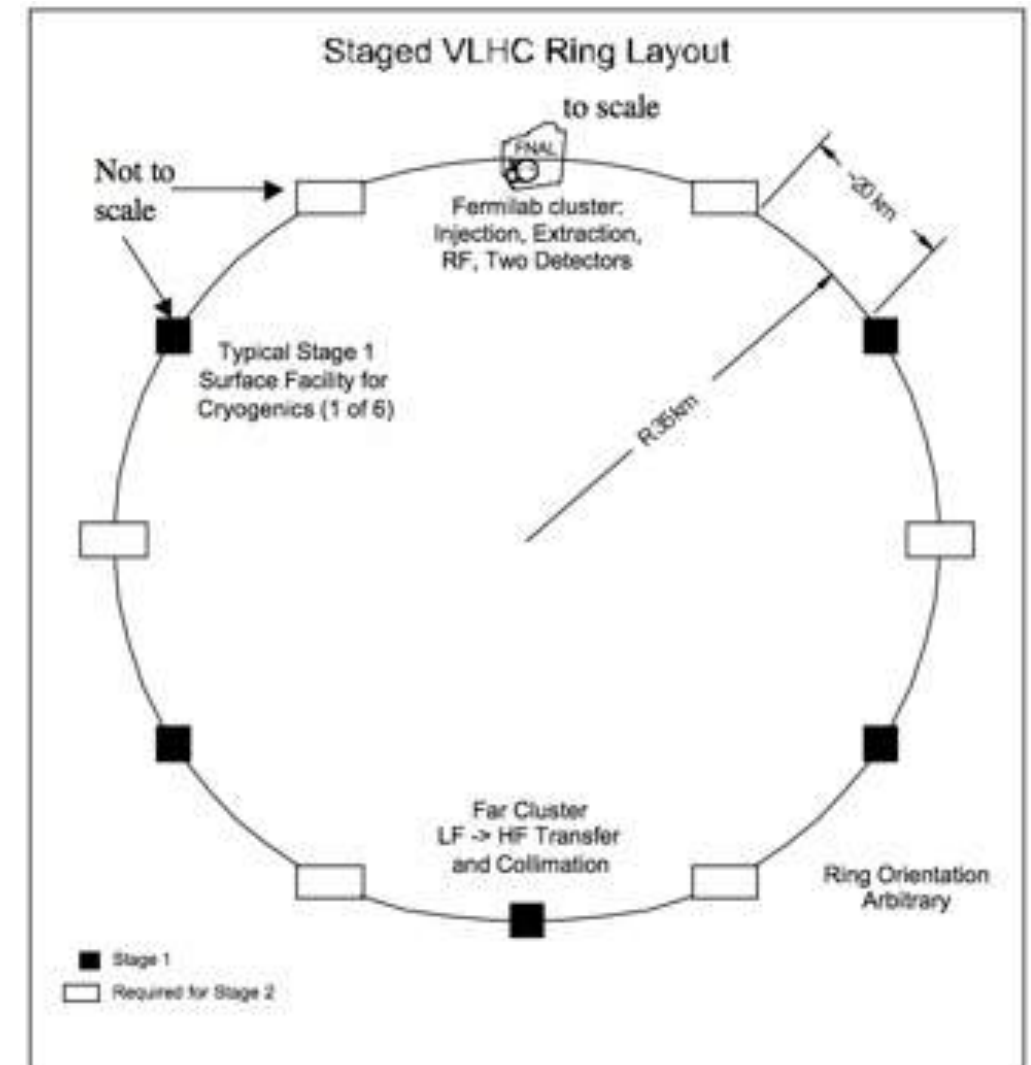 Staged VLHC Ring Layout
to scale
FNAL
Not to
scale
Fermilab cluster:
Injection, Extraction,
RF, Two Detectors
~20 km
Typical Stage 1
Surface Facility for
Cryogenics (1 of 6)
R35km
Far Cluster
LF -> HF Transfer
and Collimation
Ring Orientation
Arbitrary
Stage 1
Required for Stage 2